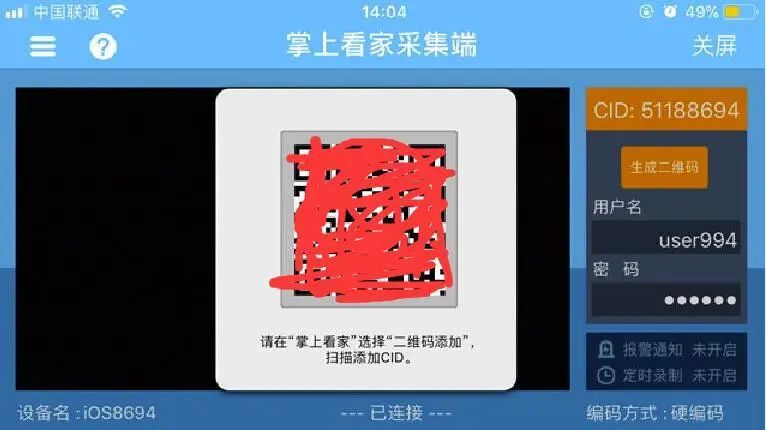 中国联通 14:04 49%
掌上看家采集端 关屏
CID: 51188694
生成二维码
用户名
user994
密 码
●●●●●●
请在“掌上看家”选择“二维码添加”，
扫描添加CID。
报警通知 未开启
定时录制 未开启
设备名 : iOS8694 --- 已连接 --- 编码方式 : 硬编码